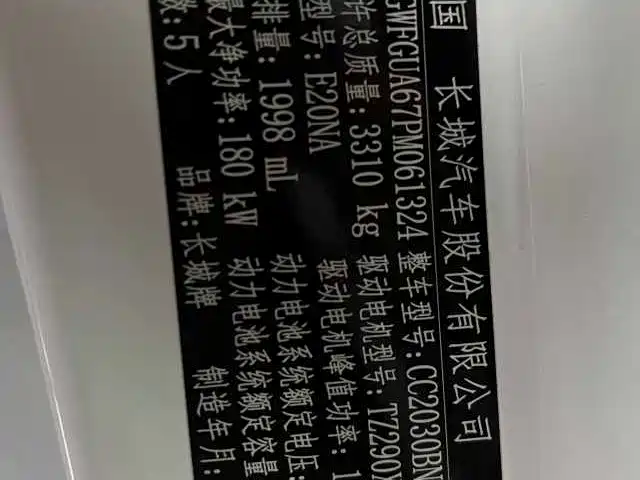 国 长城汽车股份有限公司
GWFGUA67PM061324 整车型号:CC2030BN
许总质量:3310 kg 驱动电机型号:TZ290X
型号:E20NA 驱动电机峰值功率:1
排量:1998 mL 动力电池系统额定电压:
最大净功率:180 kW 动力电池系统额定容量
数:5人 品牌:长城牌 制造年月: